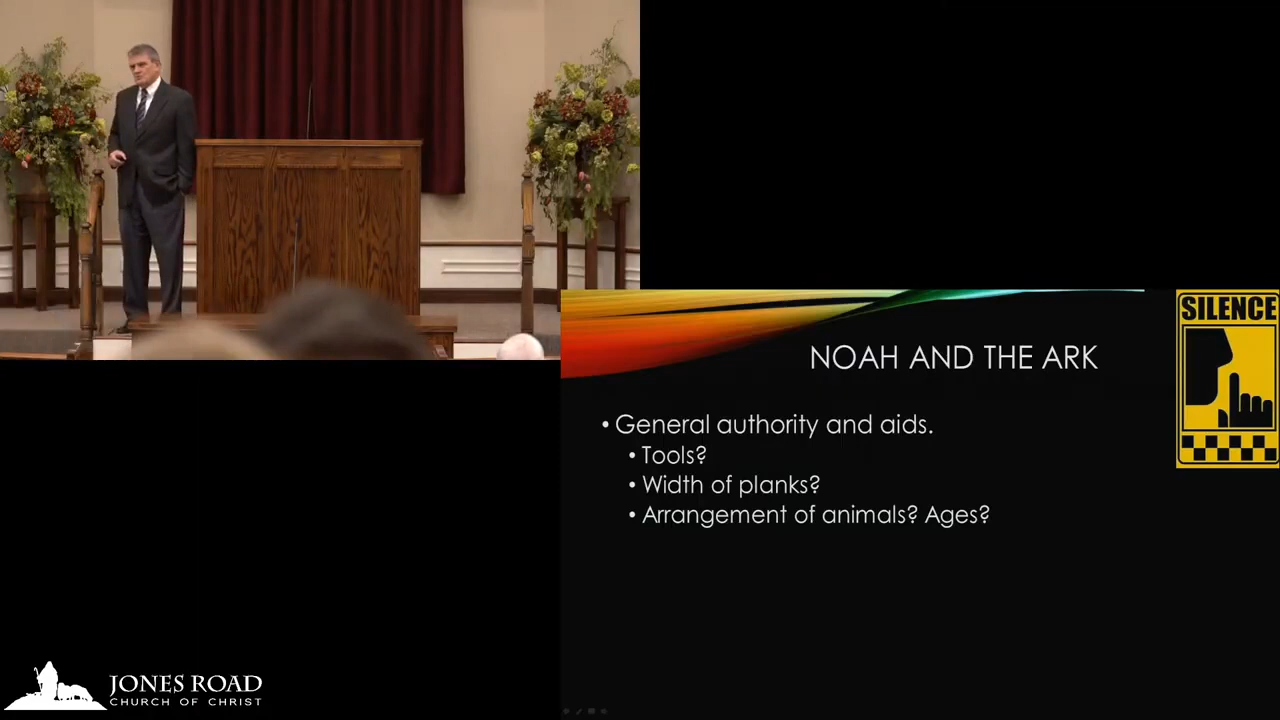 SILENCE
NOAH AND THE ARK
• General authority and aids.
• Tools?
• Width of planks?
• Arrangement of animals? Ages?
JONES ROAD
CHURCH OF CHRIST